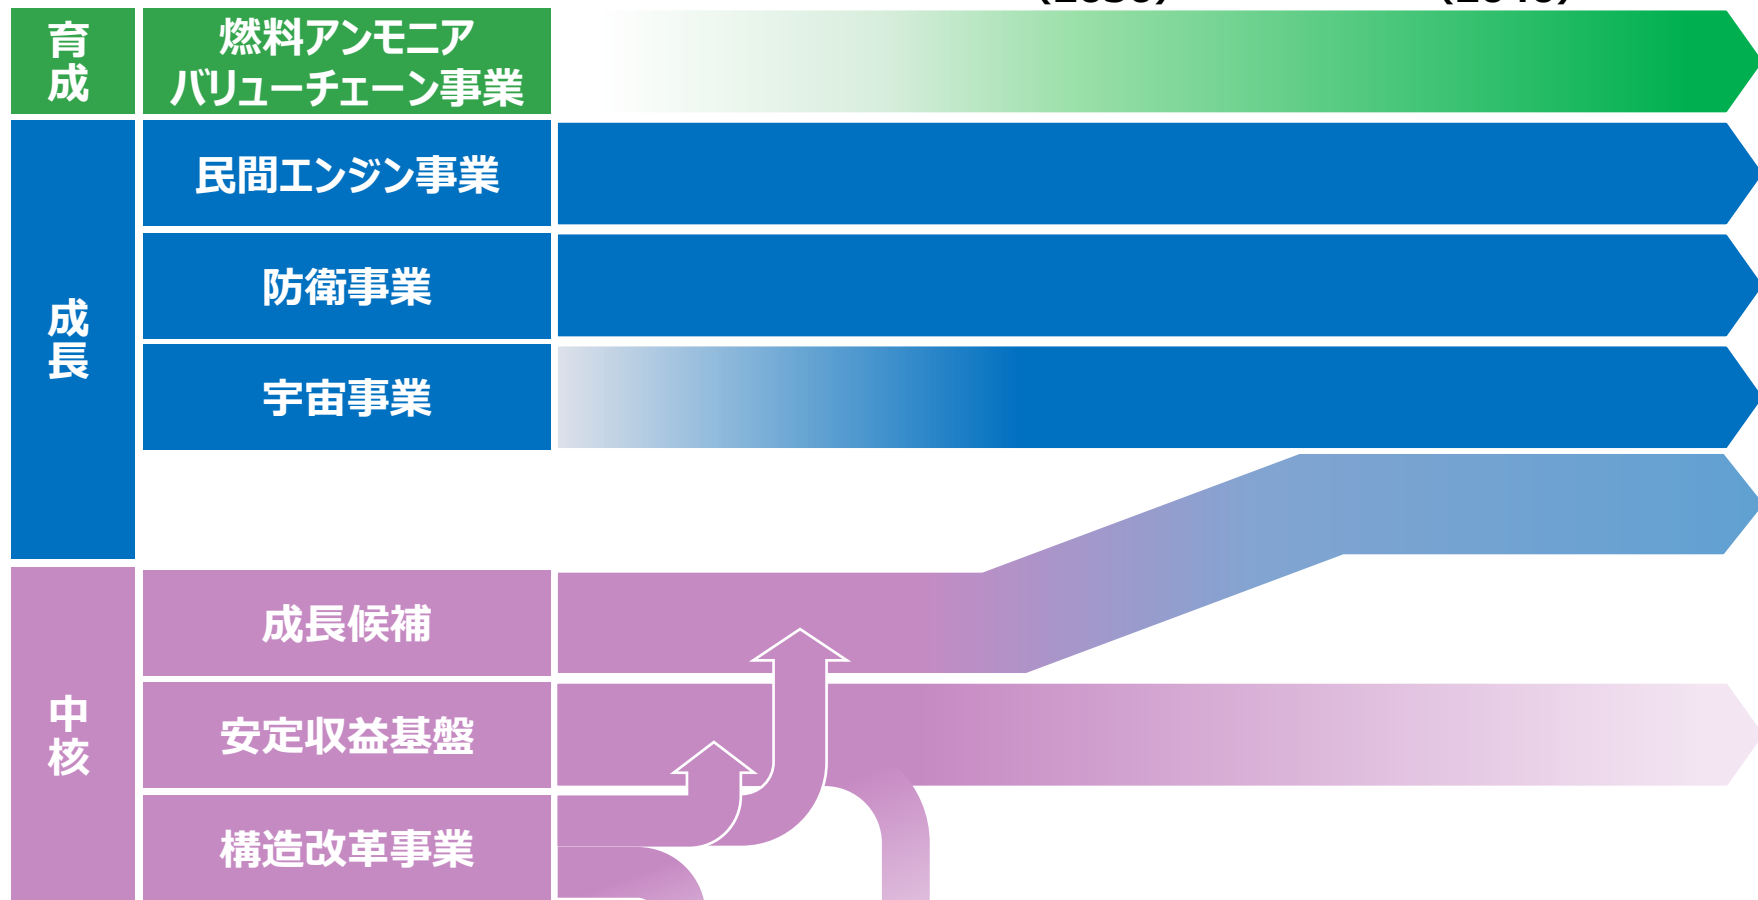 育成
燃料アンモニア
バリューチェーン事業
成長
民間エンジン事業
防衛事業
宇宙事業
中核
成長候補
安定収益基盤
構造改革事業